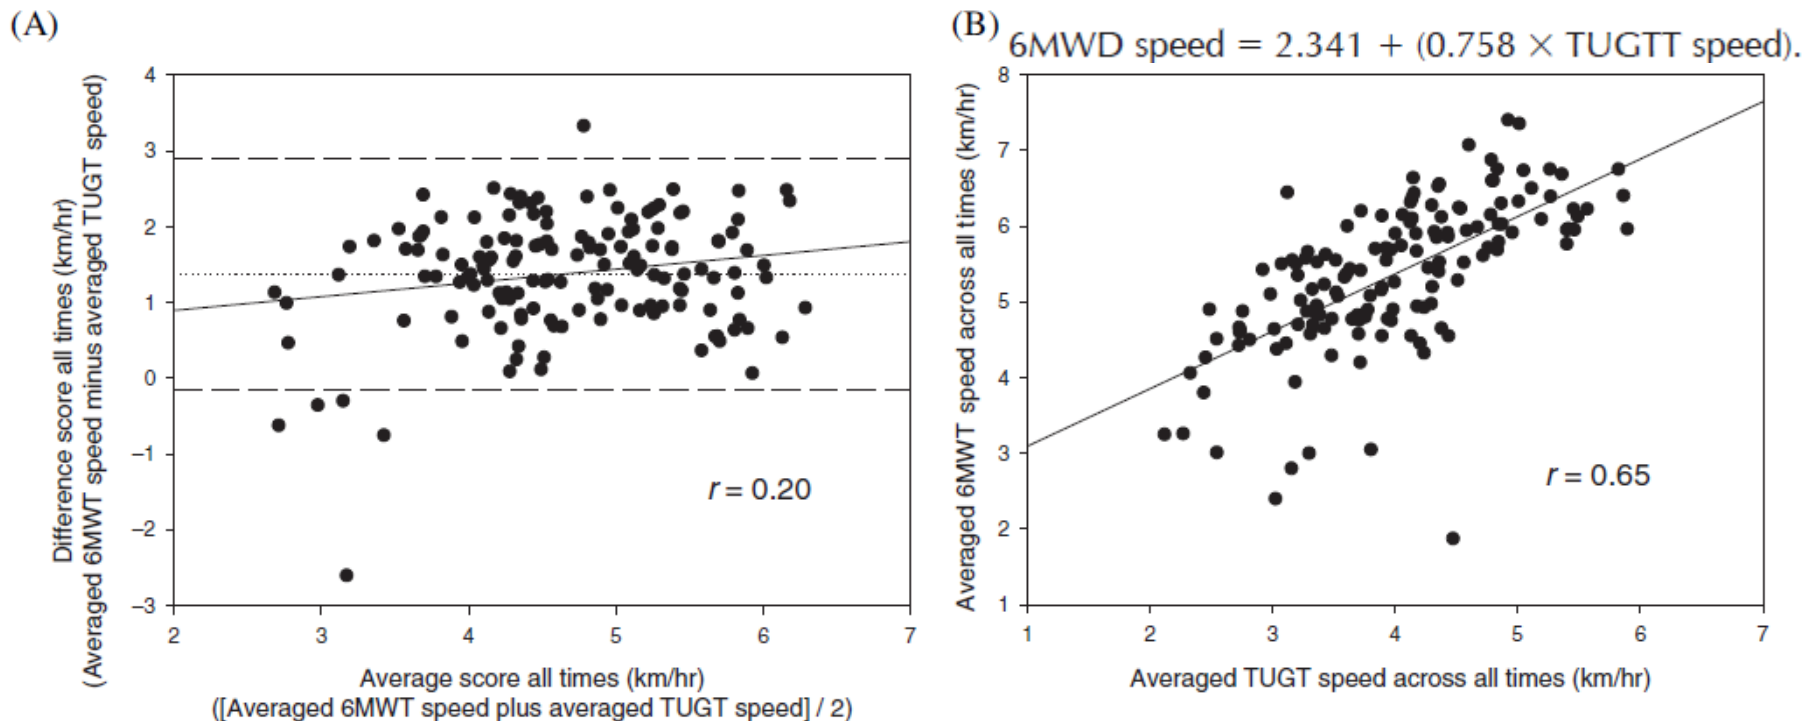 (A)
Difference score all times (km/hr)
(Averaged 6MWT speed minus averaged TUGT speed)
4
3
2
1
0
–1
–2
–3
r = 0.20
2 3 4 5 6 7
Average score all times (km/hr)
([Averaged 6MWT speed plus averaged TUGT speed] / 2)
(B)
6MWD speed = 2.341 + (0.758 × TUGTT speed).
Averaged 6MWT speed across all times (km/hr)
8
7
6
5
4
3
2
1
r = 0.65
1 2 3 4 5 6 7
Averaged TUGT speed across all times (km/hr)